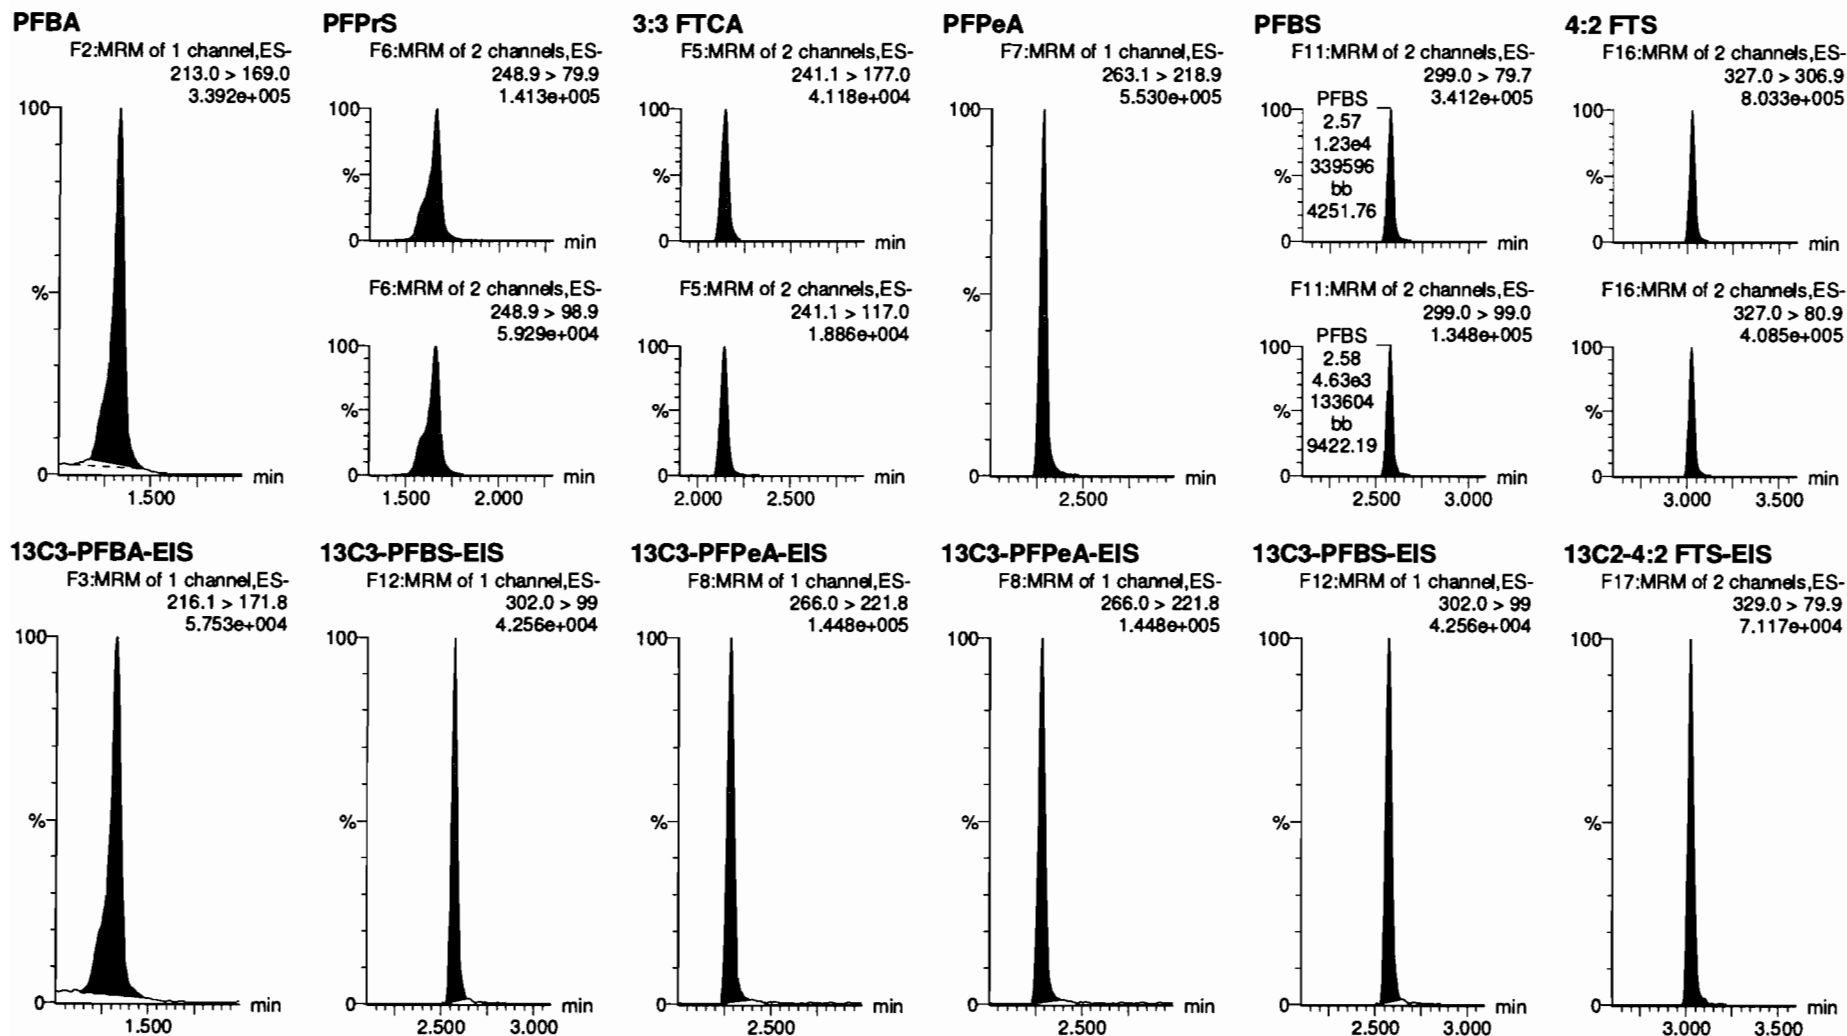 PFBA
F2:MRM of 1 channel,ES-
213.0 > 169.0
3.392e+005
100
%
0
min
1.500
PFPrS
F6:MRM of 2 channels,ES-
248.9 > 79.9
1.413e+005
100
%
0
min
F6:MRM of 2 channels,ES-
248.9 > 98.9
5.929e+004
100
%
0
min
1.500
2.000
3:3 FTCA
F5:MRM of 2 channels,ES-
241.1 > 177.0
4.118e+004
100
%
0
min
F5:MRM of 2 channels,ES-
241.1 > 117.0
1.886e+004
100
%
0
min
2.000
2.500
PFPeA
F7:MRM of 1 channel,ES-
263.1 > 218.9
5.530e+005
100
%
0
min
2.500
PFBS
F11:MRM of 2 channels,ES-
299.0 > 79.7
3.412e+005
100
PFBS
2.57
1.23e4
339596
bb
4251.76
%
0
min
F11:MRM of 2 channels,ES-
299.0 > 99.0
1.348e+005
100
PFBS
2.58
4.63e3
133604
bb
9422.19
%
0
min
2.500
3.000
4:2 FTS
F16:MRM of 2 channels,ES-
327.0 > 306.9
8.033e+005
100
%
0
min
F16:MRM of 2 channels,ES-
327.0 > 80.9
4.085e+005
100
%
0
min
3.000
3.500
13C3-PFBA-EIS
F3:MRM of 1 channel,ES-
216.1 > 171.8
5.753e+004
100
%
0
min
1.500
13C3-PFBS-EIS
F12:MRM of 1 channel,ES-
302.0 > 99
4.256e+004
100
%
0
min
2.500
3.000
13C3-PFPeA-EIS
F8:MRM of 1 channel,ES-
266.0 > 221.8
1.448e+005
100
%
0
min
2.500
13C3-PFPeA-EIS
F8:MRM of 1 channel,ES-
266.0 > 221.8
1.448e+005
100
%
0
min
2.500
13C3-PFBS-EIS
F12:MRM of 1 channel,ES-
302.0 > 99
4.256e+004
100
%
0
min
2.500
3.000
13C2-4:2 FTS-EIS
F17:MRM of 2 channels,ES-
329.0 > 79.9
7.117e+004
100
%
0
min
3.000
3.500